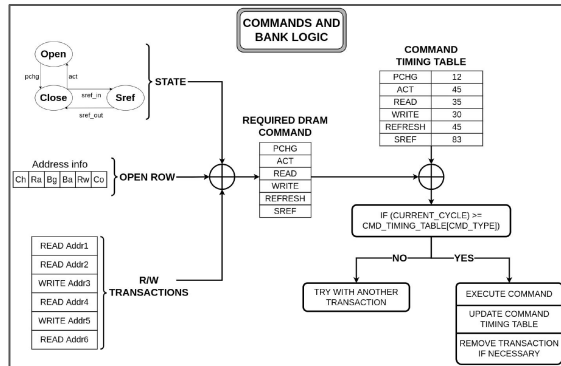 COMMANDS AND
BANK LOGIC
Open
pchg
act
Close
sref_in
Sref
sref_out
STATE
Address info
Ch Ra Bg Ba Rw Co
OPEN ROW
READ Addr1
READ Addr2
WRITE Addr3
READ Addr4
WRITE Addr5
READ Addr6
R/W
TRANSACTIONS
REQUIRED DRAM
COMMAND
PCHG
ACT
READ
WRITE
REFRESH
SREF
COMMAND
TIMING TABLE
PCHG 12
ACT 45
READ 35
WRITE 30
REFRESH 45
SREF 83
IF (CURRENT_CYCLE) >=
CMD_TIMING_TABLE[CMD_TYPE])
NO
YES
TRY WITH ANOTHER
TRANSACTION
EXECUTE COMMAND
UPDATE COMMAND
TIMING TABLE
REMOVE TRANSACTION
IF NECESSARY